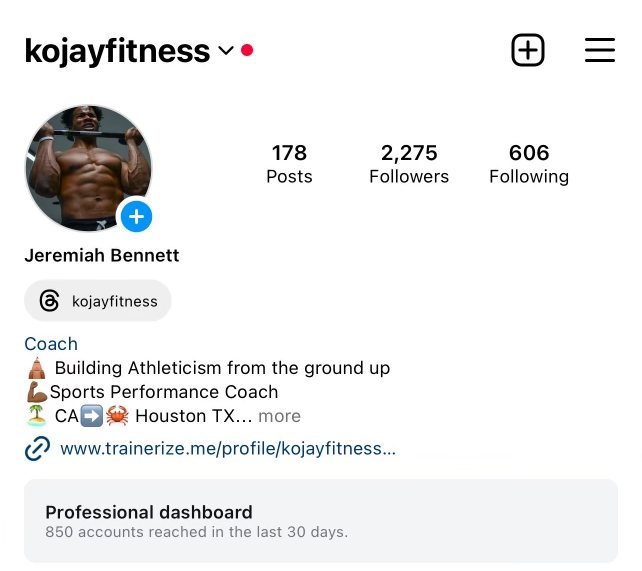 kojayfitness
178 2,275 606
Posts Followers Following
Jeremiah Bennett
kojayfitness
Coach
Building Athleticism from the ground up
💪🏾Sports Performance Coach
🏝️ CA➡️🦀 Houston TX... more
www.trainerize.me/profile/kojayfitness...
Professional dashboard
850 accounts reached in the last 30 days.